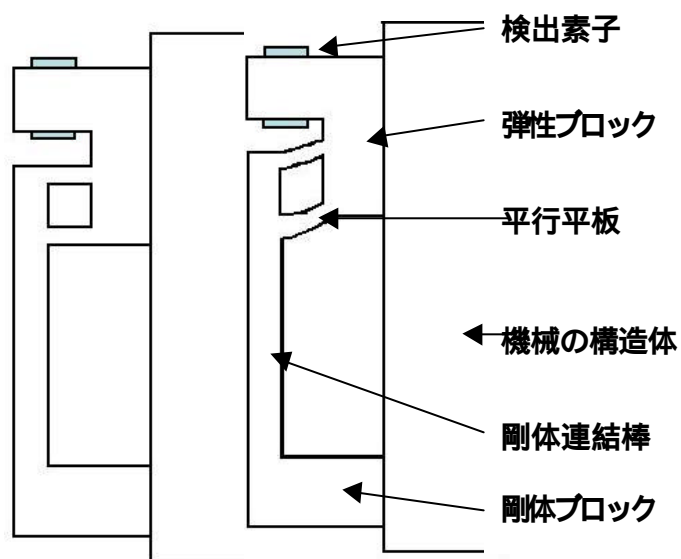 検出素子
弾性ブロック
平行平板
機械の構造体
剛体連結棒
剛体ブロック